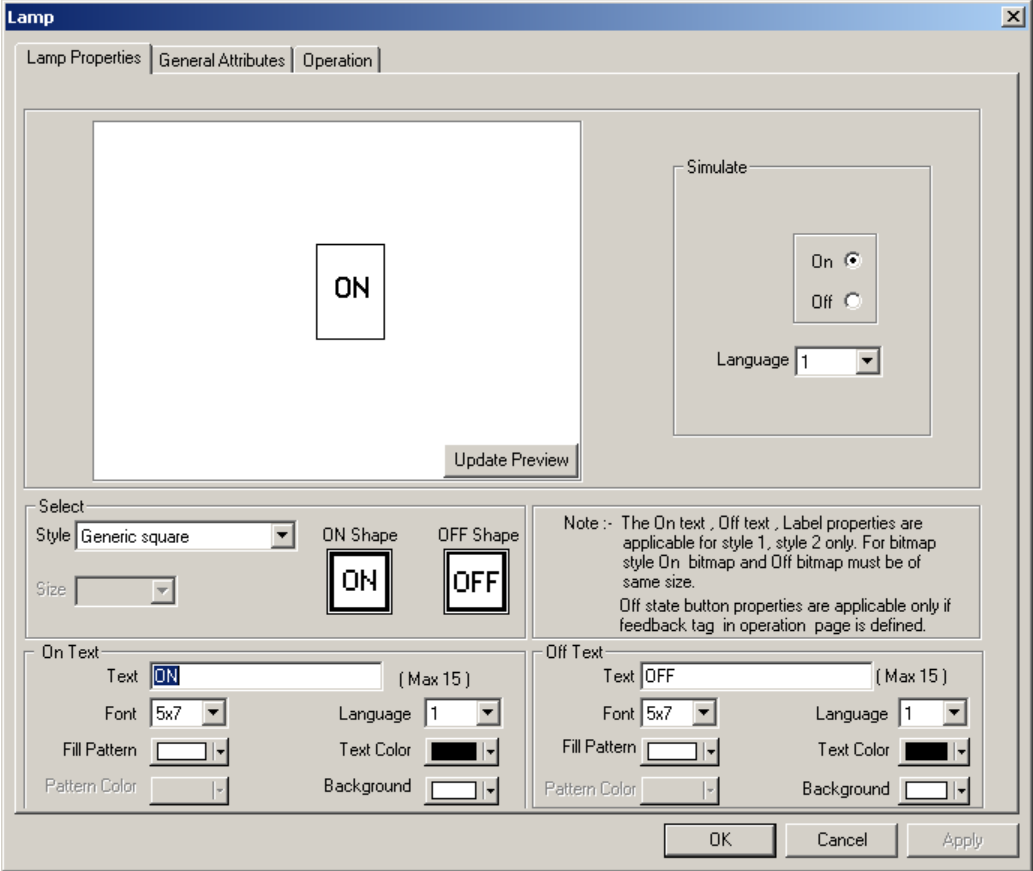 Lamp
Lamp Properties General Attributes Operation
Simulate
ON
On
Off
Language 1
Update Preview
Select
Style Generic square
ON Shape OFF Shape
Size
ON OFF
Note :- The On text , Off text , Label properties are
applicable for style 1, style 2 only. For bitmap
style On bitmap and Off bitmap must be of
same size.
Off state button properties are applicable only if
feedback tag in operation page is defined.
On Text
Text ON ( Max 15 )
Font 5x7 Language 1
Fill Pattern Text Color
Pattern Color Background
Off Text
Text OFF ( Max 15 )
Font 5x7 Language 1
Fill Pattern Text Color
Pattern Color Background
OK Cancel Apply